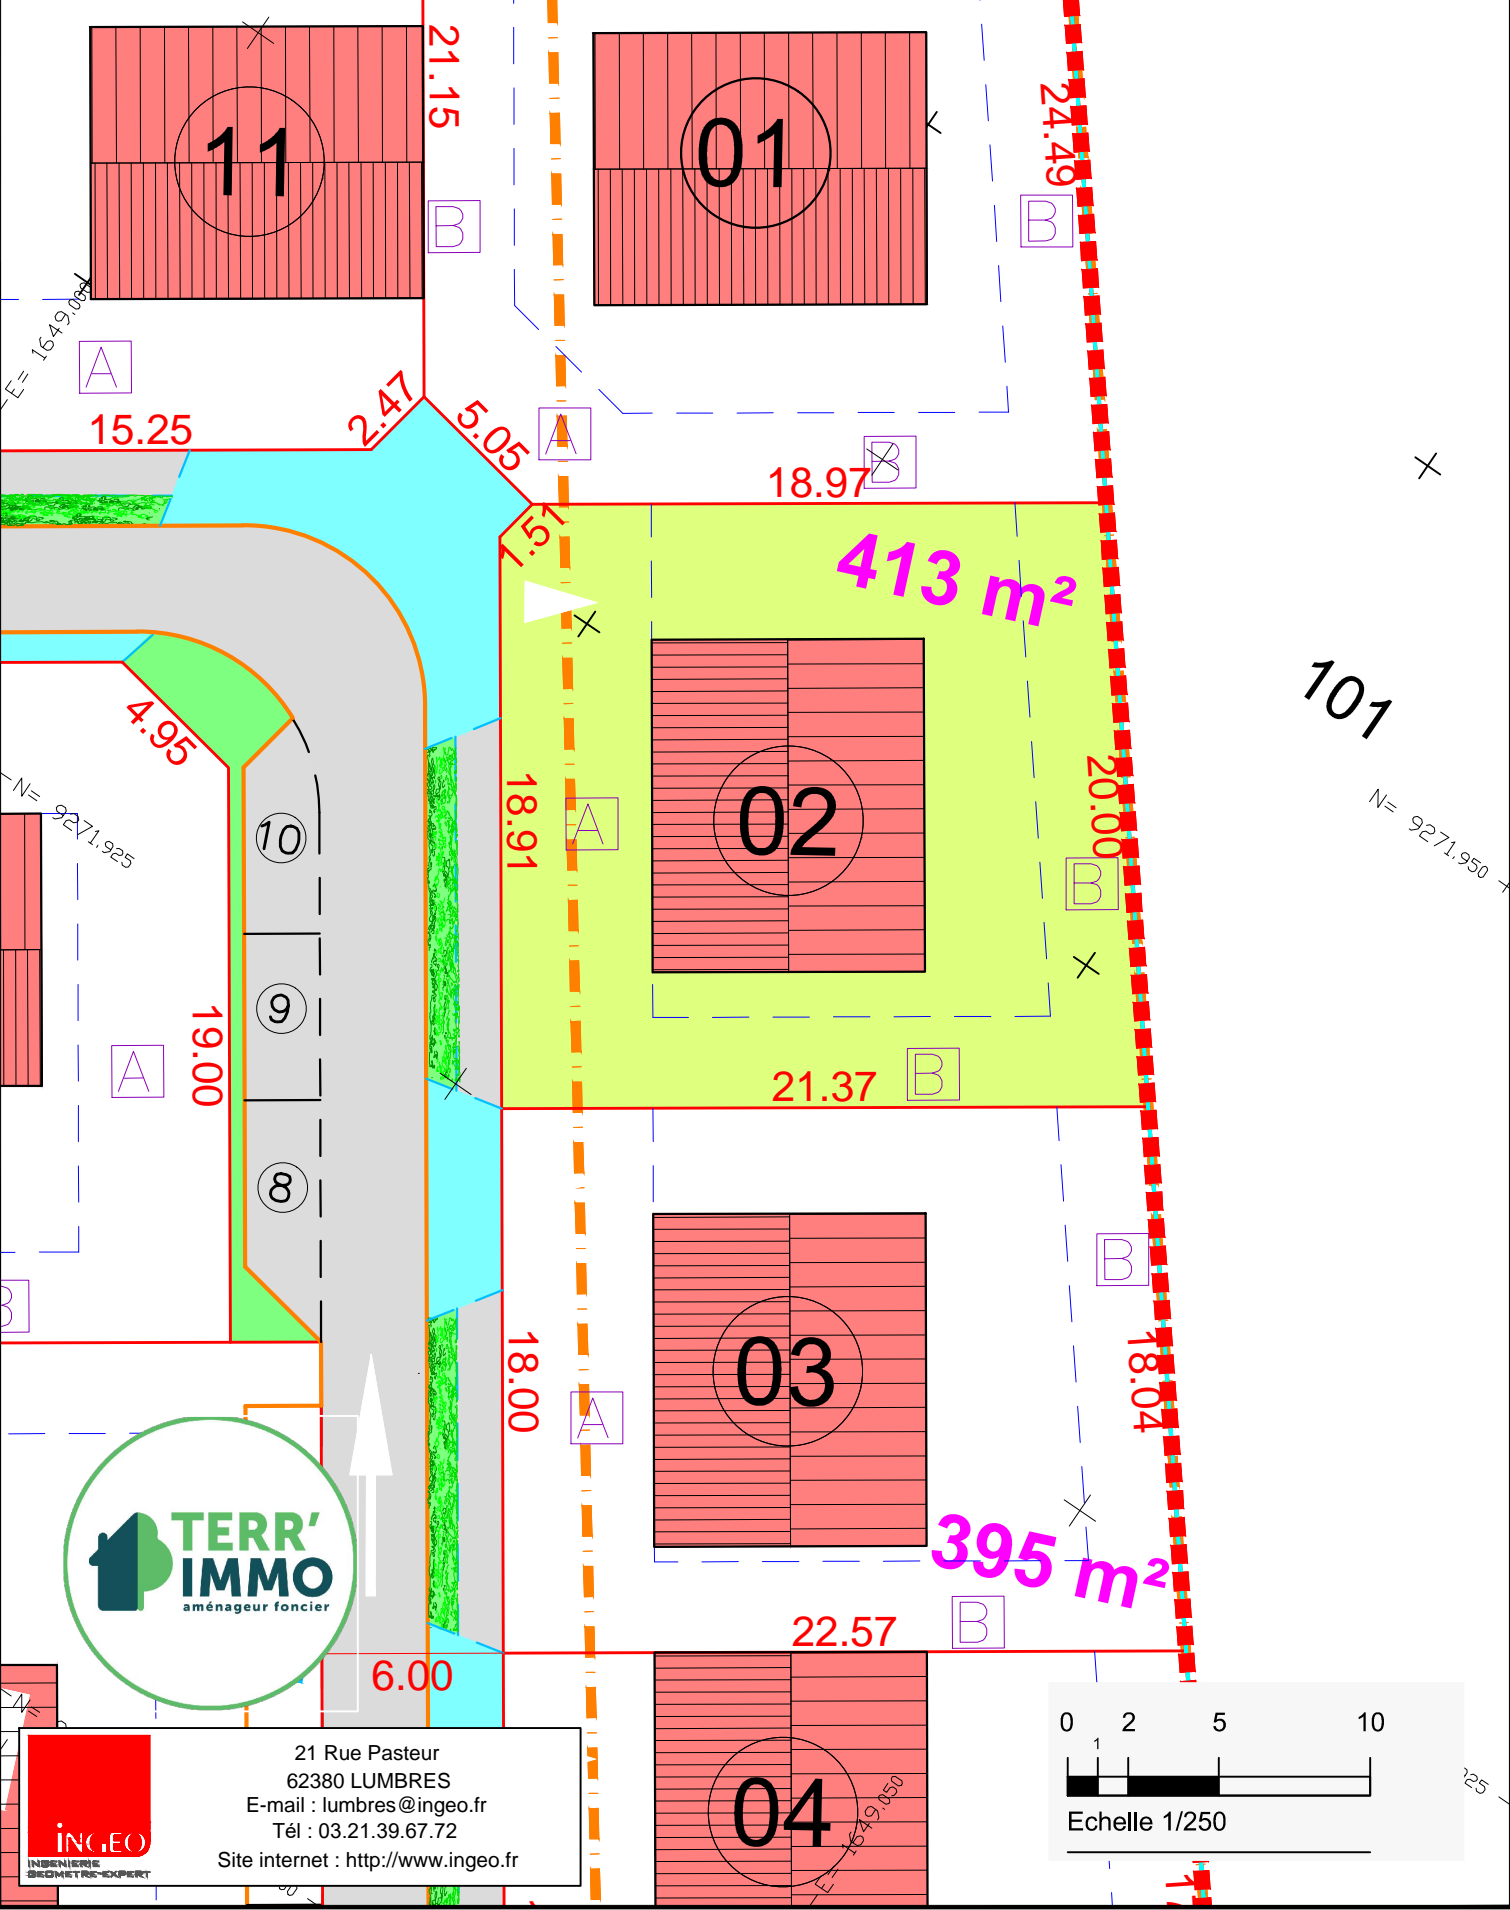 21.15
24.49
11
01
B
B
E= 1649.000
A
15.25
2.47
5.05
A
B
18.97
1.51
413 m²
101
4.95
N= 9271.925
18.91
A
02
20.00
B
N= 9271.950
10
9
19.00
A
21.37
B
8
B
B
18.00
A
03
18.04
395 m²
TERR'
IMMO
aménageur foncier
22.57
B
6.00
N=
04
E= 1649.050
0 2 5 10
1
Echelle 1/250
925
iNGEO
INGENIERIE
GEOMETRE-EXPERT
21 Rue Pasteur
62380 LUMBRES
E-mail : lumbres@ingeo.fr
Tél : 03.21.39.67.72
Site internet : http://www.ingeo.fr